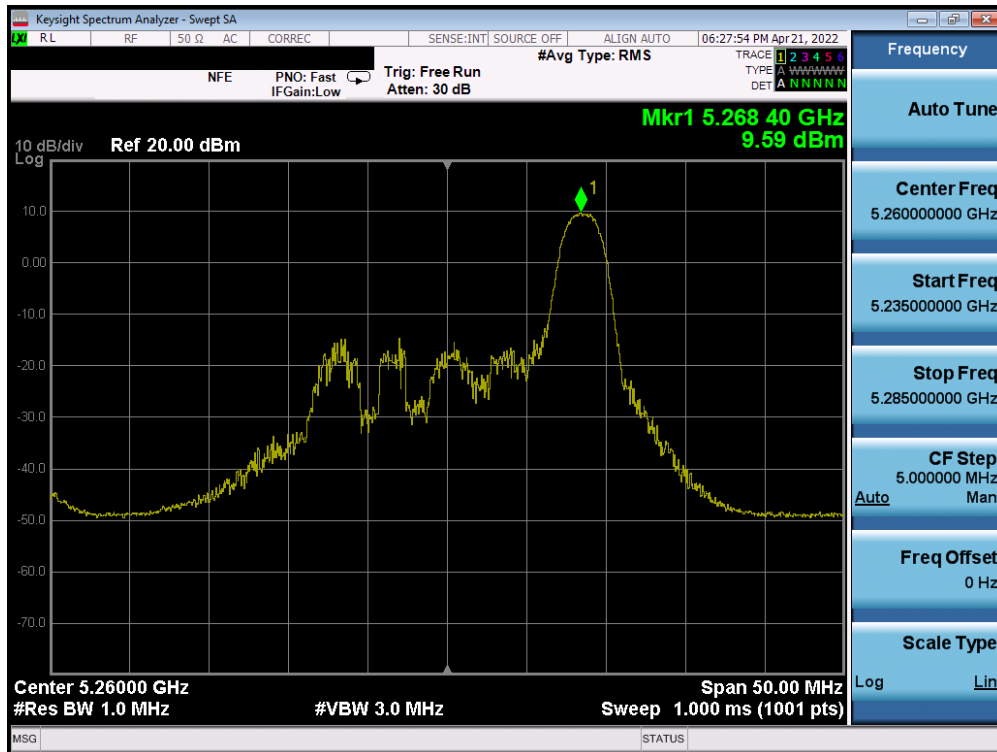 Keysight Spectrum Analyzer - Swept SA
LXI RL RF 50 Ω AC CORREC SENSE:INT SOURCE OFF ALIGN AUTO 06:27:54 PM Apr 21, 2022
#Avg Type: RMS
TRACE 1 2 3 4 5 6
TYPE A WWWWW
DET A N N N N N
NFE PNO: Fast Trig: Free Run
IFGain:Low Atten: 30 dB
Mkr1 5.268 40 GHz
9.59 dBm
10 dB/div Ref 20.00 dBm
Log
1
10.0
0.00
-10.0
-20.0
-30.0
-40.0
-50.0
-60.0
-70.0
Center 5.26000 GHz Span 50.00 MHz
#Res BW 1.0 MHz #VBW 3.0 MHz Sweep 1.000 ms (1001 pts)
MSG STATUS
Frequency
Auto Tune
Center Freq
5.260000000 GHz
Start Freq
5.235000000 GHz
Stop Freq
5.285000000 GHz
CF Step
5.000000 MHz
Auto Man
Freq Offset
0 Hz
Scale Type
Log Lin